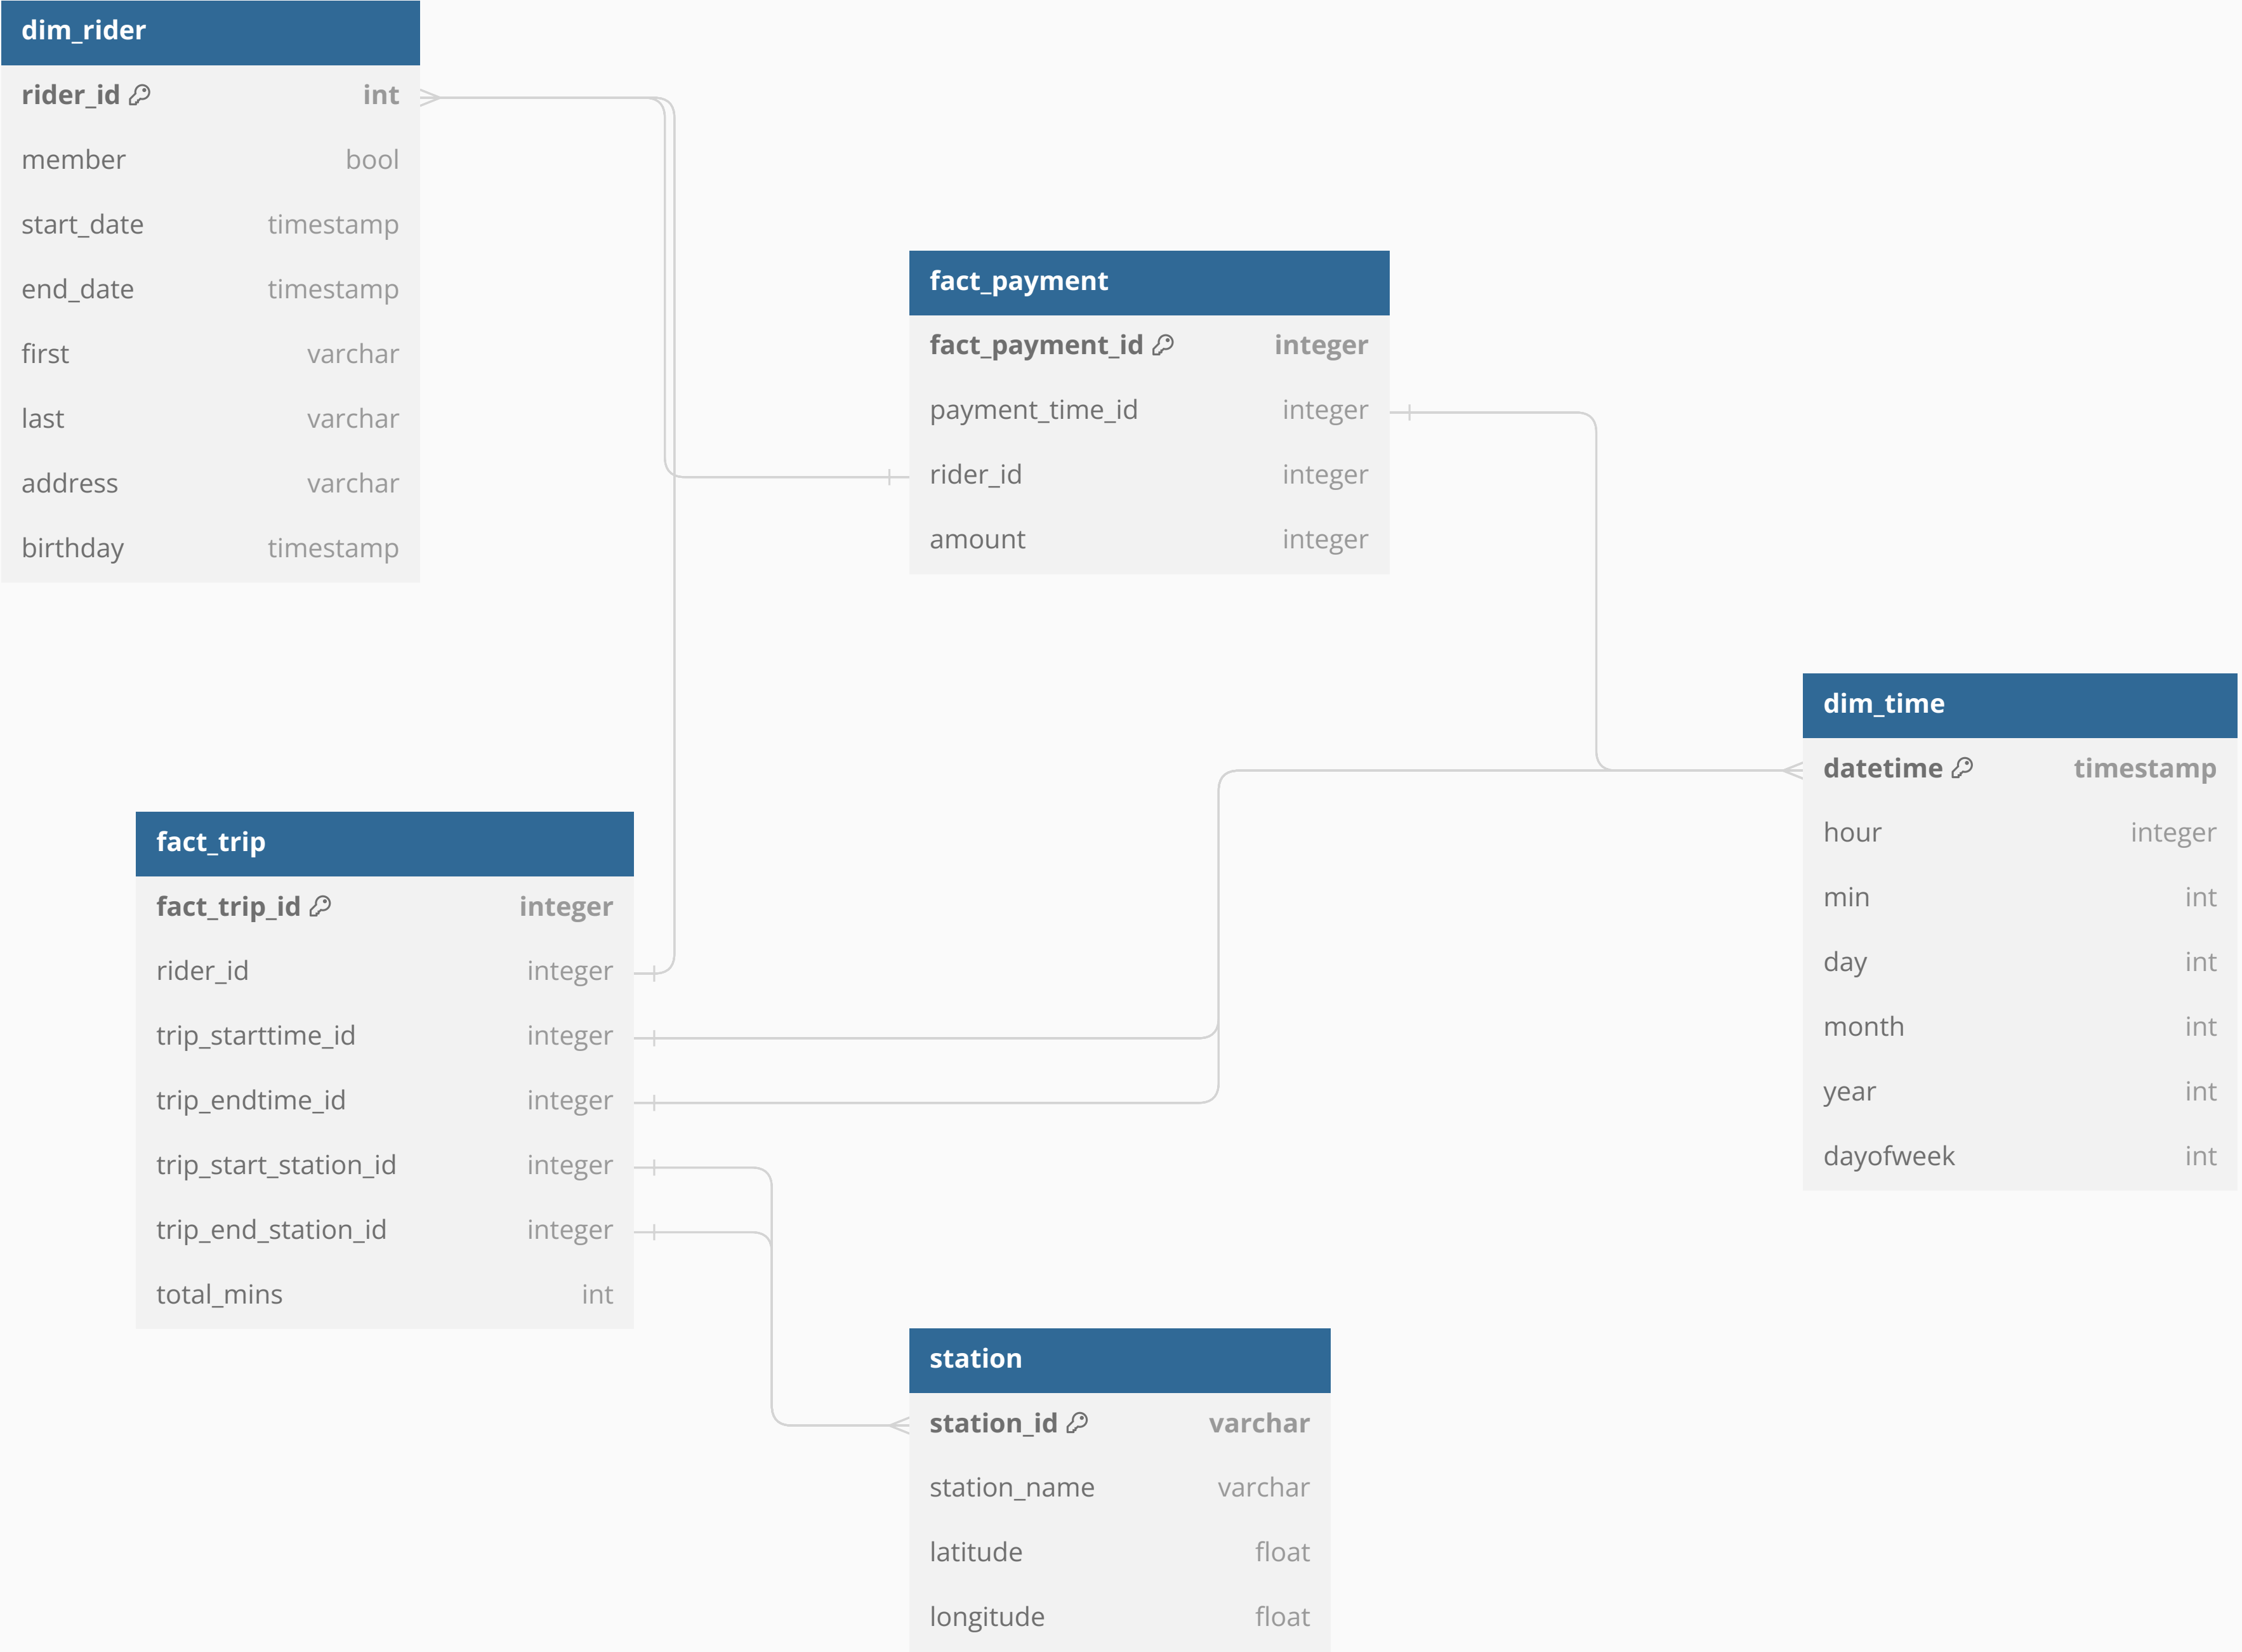 dim_rider
rider_id int
member bool
start_date timestamp
end_date timestamp
first varchar
last varchar
address varchar
birthday timestamp
fact_payment
fact_payment_id integer
payment_time_id integer
rider_id integer
amount integer
dim_time
datetime timestamp
hour integer
min int
day int
month int
year int
dayofweek int
fact_trip
fact_trip_id integer
rider_id integer
trip_starttime_id integer
trip_endtime_id integer
trip_start_station_id integer
trip_end_station_id integer
total_mins int
station
station_id varchar
station_name varchar
latitude float
longitude float